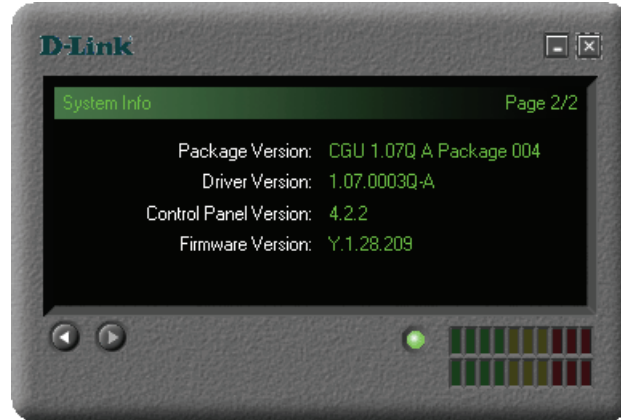 D-Link
System Info Page 2/2
Package Version: CGU 1.07Q A Package 004
Driver Version: 1.07.0003Q-A
Control Panel Version: 4.2.2
Firmware Version: Y.1.28.209